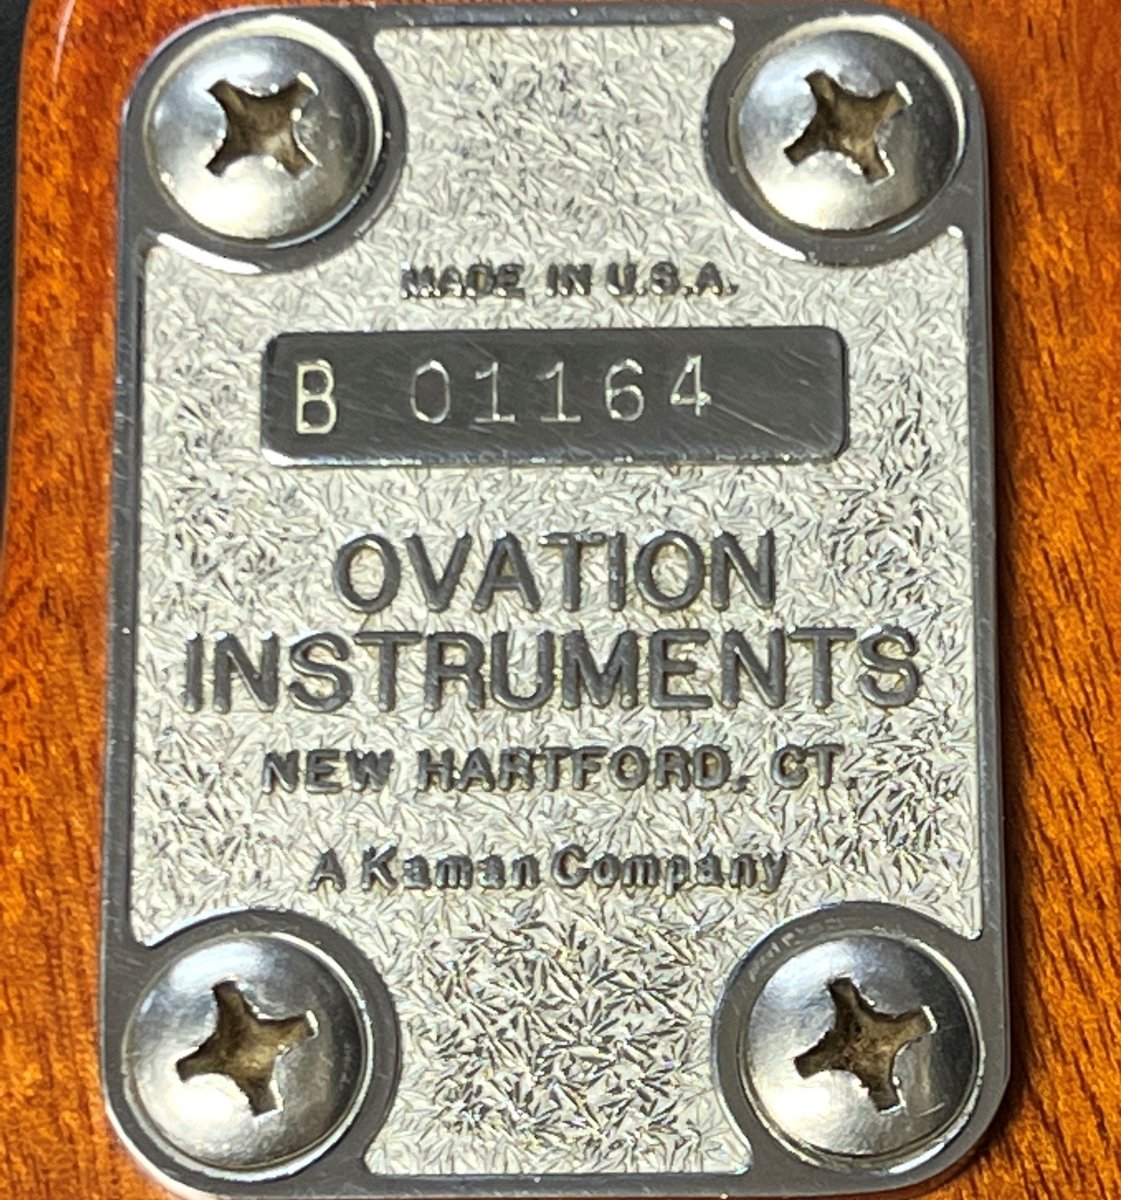 MADE IN U.S.A.
B 01164
OVATION
INSTRUMENTS
NEW HARTFORD, CT.
A Kaman Company